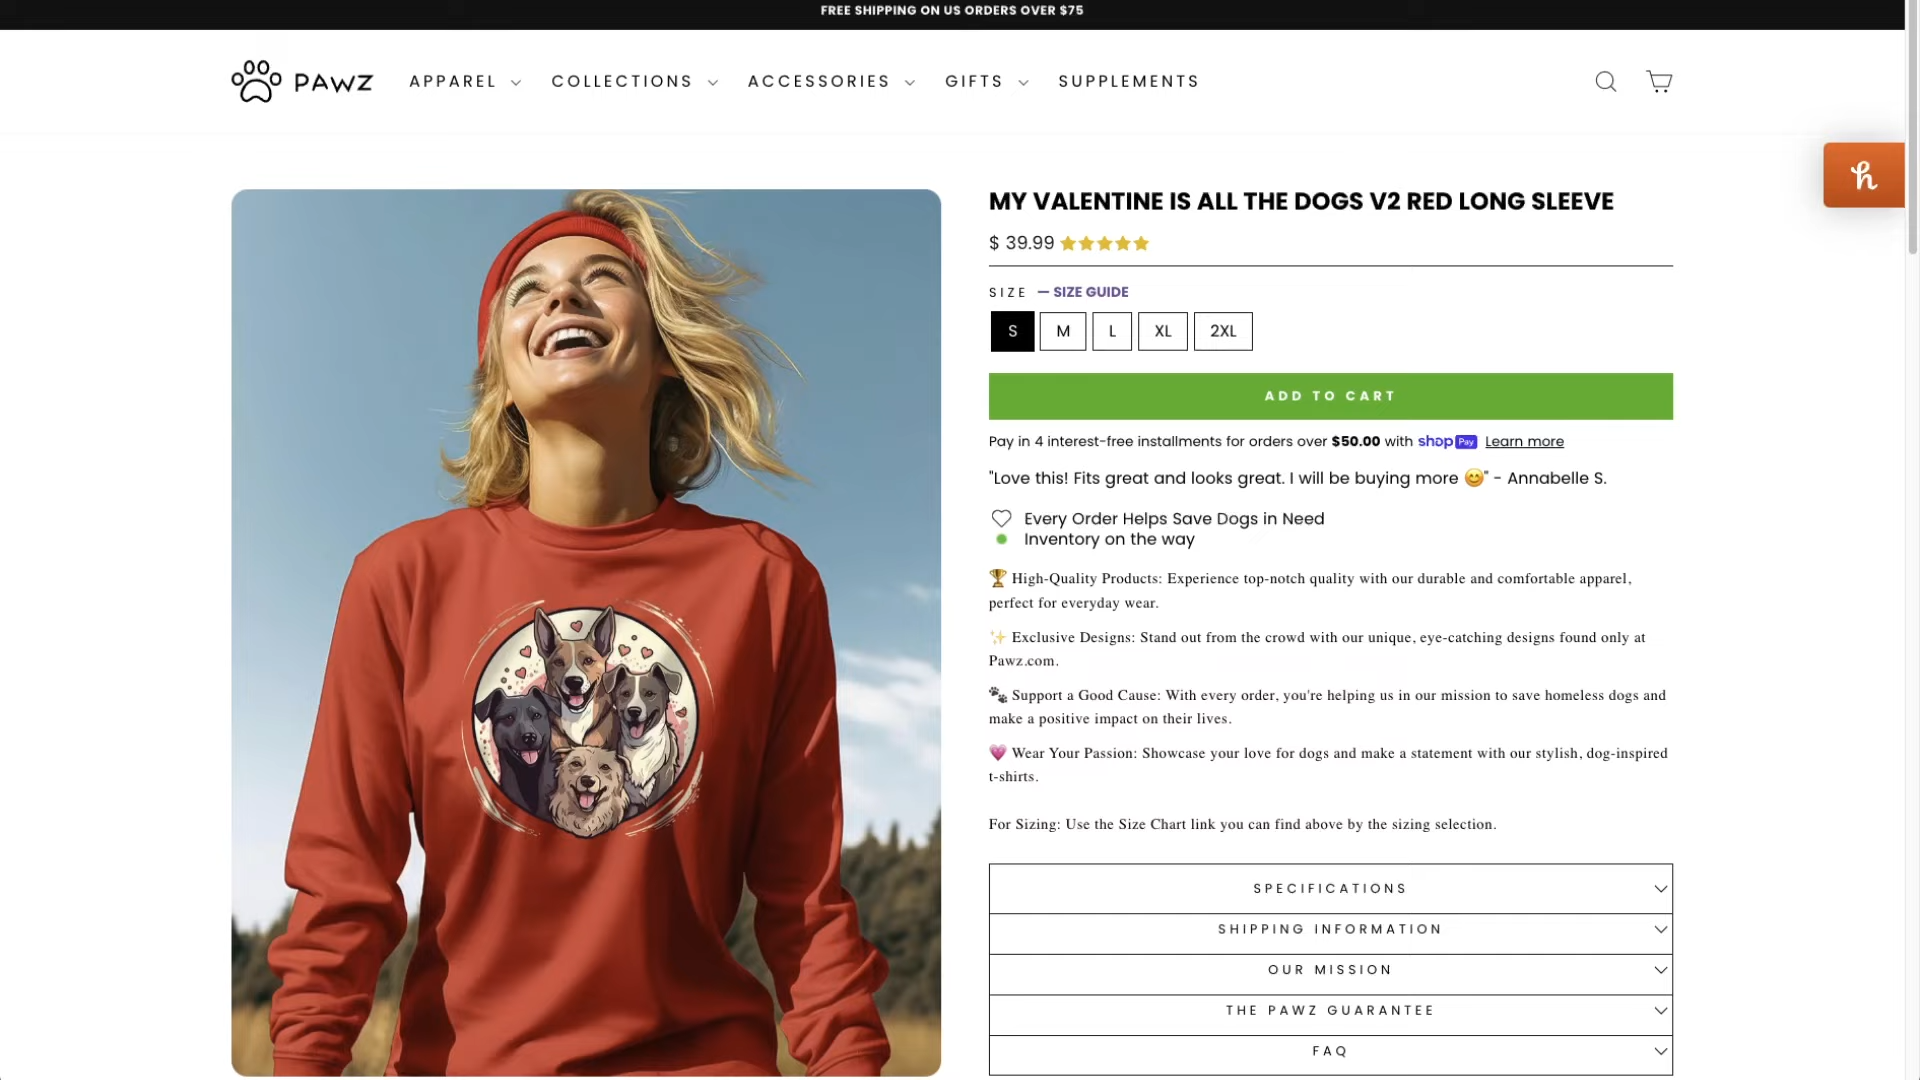 FREE SHIPPING ON US ORDERS OVER $75
PAWZ
APPAREL
COLLECTIONS
ACCESSORIES
GIFTS
SUPPLEMENTS
h
MY VALENTINE IS ALL THE DOGS V2 RED LONG SLEEVE
$ 39.99
SIZE — SIZE GUIDE
S
M
L
XL
2XL
ADD TO CART
Pay in 4 interest-free installments for orders over $50.00 with shop Pay Learn more
"Love this! Fits great and looks great. I will be buying more 😊" - Annabelle S.
Every Order Helps Save Dogs in Need
Inventory on the way
🏆 High-Quality Products: Experience top-notch quality with our durable and comfortable apparel,
perfect for everyday wear.
✨ Exclusive Designs: Stand out from the crowd with our unique, eye-catching designs found only at
Pawz.com.
🐾 Support a Good Cause: With every order, you're helping us in our mission to save homeless dogs and
make a positive impact on their lives.
💗 Wear Your Passion: Showcase your love for dogs and make a statement with our stylish, dog-inspired
t-shirts.
For Sizing: Use the Size Chart link you can find above by the sizing selection.
SPECIFICATIONS
SHIPPING INFORMATION
OUR MISSION
THE PAWZ GUARANTEE
FAQ